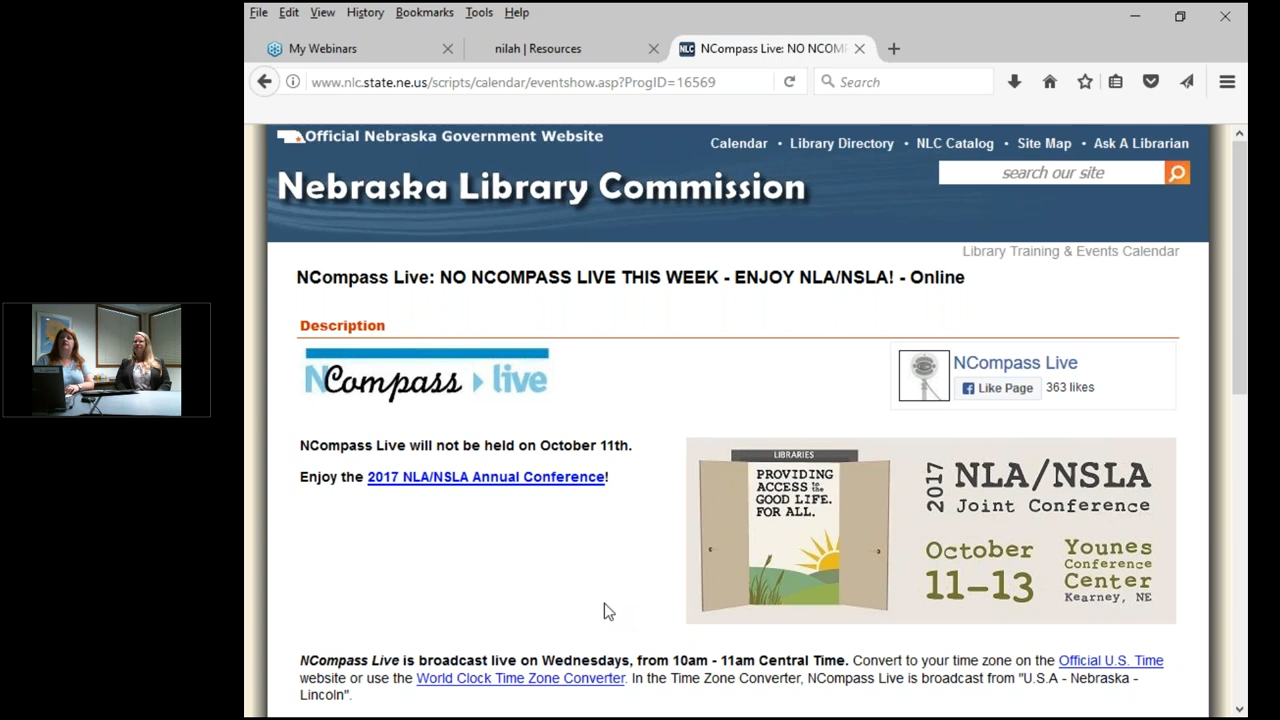 File Edit View History Bookmarks Tools Help
My Webinars
nilah | Resources
NLC NCompass Live: NO NCOM
www.nlc.state.ne.us/scripts/calendar/eventshow.asp?ProgID=16569
Search
Official Nebraska Government Website
Calendar • Library Directory • NLC Catalog • Site Map • Ask A Librarian
Nebraska Library Commission
search our site
Library Training & Events Calendar
NCompass Live: NO NCOMPASS LIVE THIS WEEK - ENJOY NLA/NSLA! - Online
Description
NCompass live
NCompass Live
Like Page 363 likes
NCompass Live will not be held on October 11th.
Enjoy the 2017 NLA/NSLA Annual Conference!
LIBRARIES
PROVIDING
ACCESS to the
GOOD LIFE.
FOR ALL.
2017 NLA/NSLA
Joint Conference
October
11-13
Younes
Conference
Center
Kearney, NE
NCompass Live is broadcast live on Wednesdays, from 10am - 11am Central Time. Convert to your time zone on the Official U.S. Time
website or use the World Clock Time Zone Converter. In the Time Zone Converter, NCompass Live is broadcast from "U.S.A - Nebraska -
Lincoln".